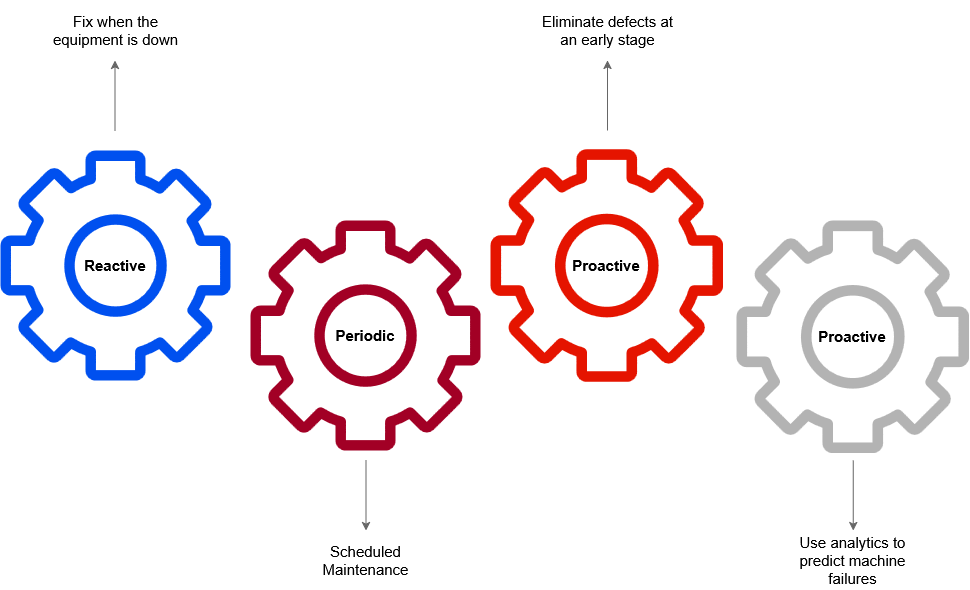 Fix when the
equipment is down
Eliminate defects at
an early stage
Reactive
Periodic
Proactive
Proactive
Scheduled
Maintenance
Use analytics to
predict machine
failures